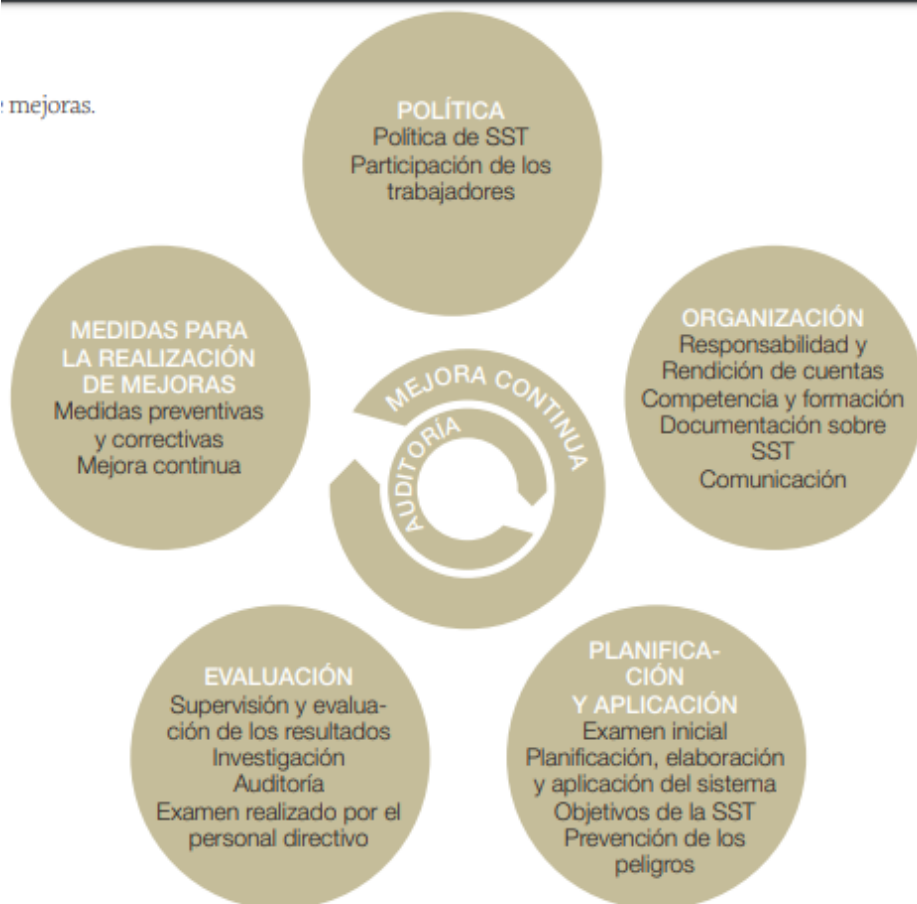 mejoras.
POLÍTICA
Política de SST
Participación de los
trabajadores
MEDIDAS PARA
LA REALIZACIÓN
DE MEJORAS
Medidas preventivas
y correctivas
Mejora continua
ORGANIZACIÓN
Responsabilidad y
Rendición de cuentas
Competencia y formación
Documentación sobre
SST
Comunicación
MEJORA CONTINUA
AUDITORÍA
EVALUACIÓN
Supervisión y evalua-
ción de los resultados
Investigación
Auditoría
Examen realizado por el
personal directivo
PLANIFICA-
CIÓN
Y APLICACIÓN
Examen inicial
Planificación, elaboración
y aplicación del sistema
Objetivos de la SST
Prevención de los
peligros